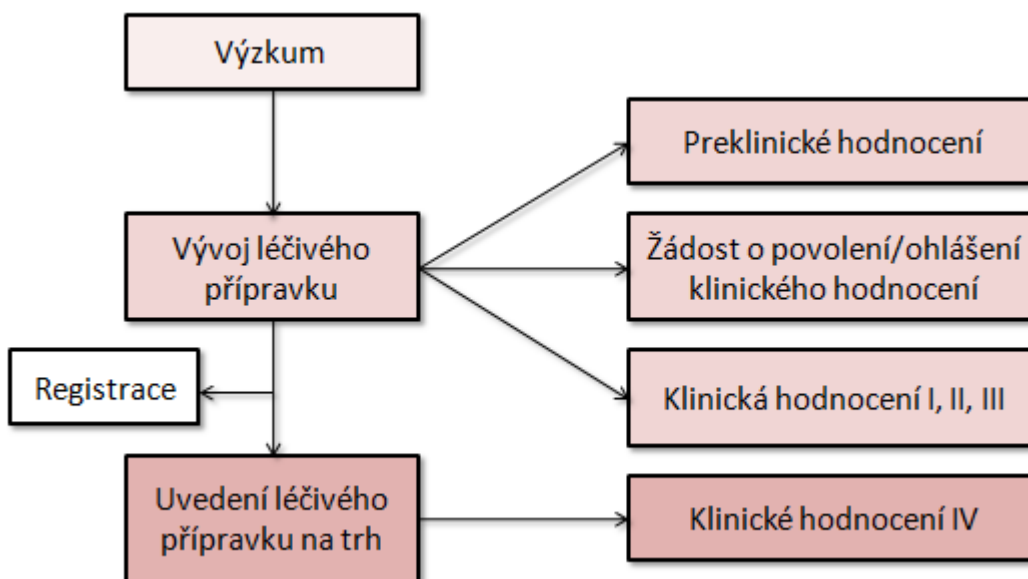 Výzkum
Preklinické hodnocení
Vývoj léčivého
přípravku
Žádost o povolení/ohlášení
klinického hodnocení
Registrace
Klinická hodnocení I, II, III
Uvedení léčivého
přípravku na trh
Klinické hodnocení IV